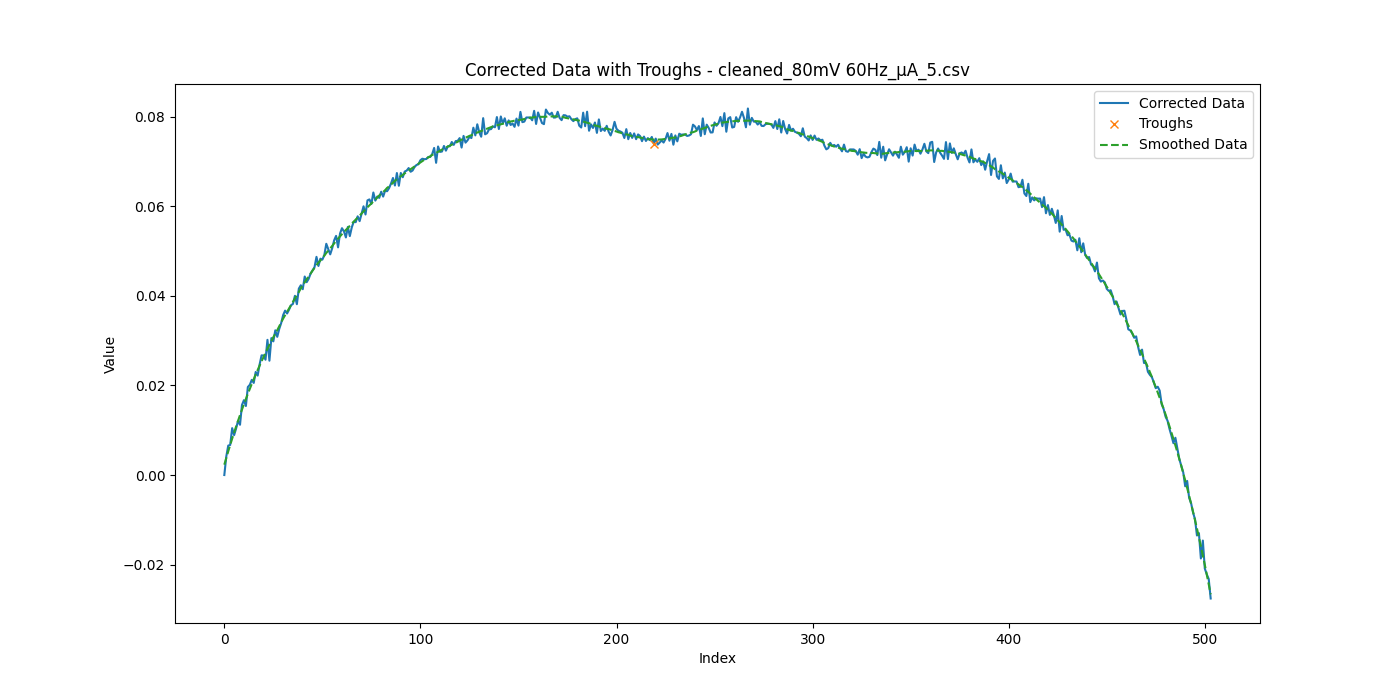 Corrected Data with Troughs - cleaned_80mV 60Hz_µA_5.csv
Corrected Data
Troughs
Smoothed Data
0.08
0.06
0.04
0.02
0.00
−0.02
Value
0 100 200 300 400 500
Index